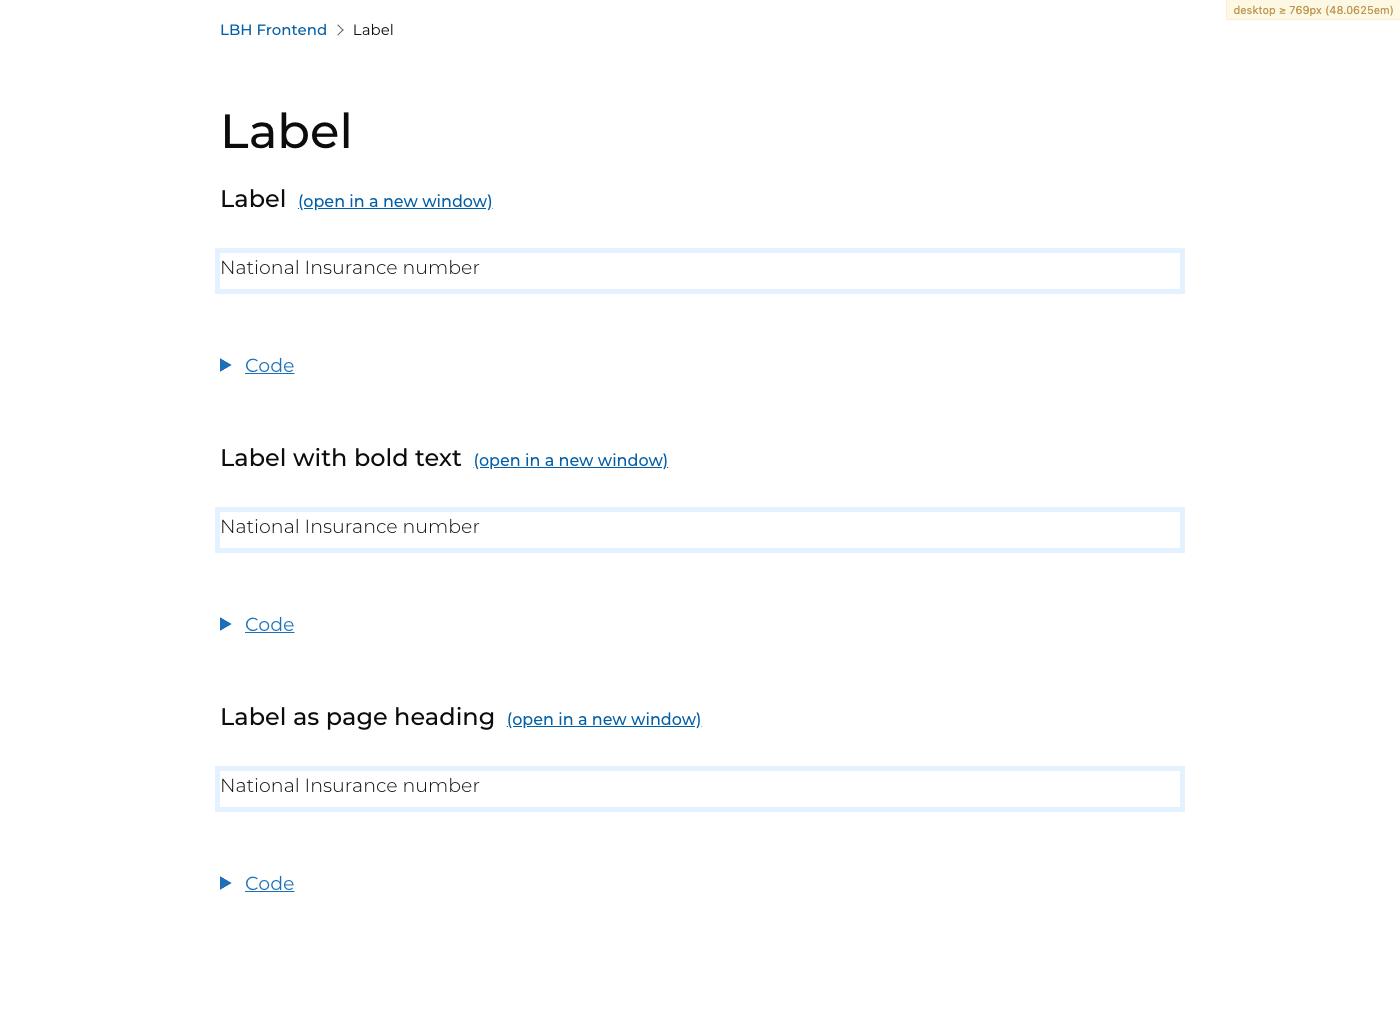 desktop ≥ 769px (48.0625em)
LBH Frontend > Label
Label
Label (open in a new window)
National Insurance number
Code
Label with bold text (open in a new window)
National Insurance number
Code
Label as page heading (open in a new window)
National Insurance number
Code